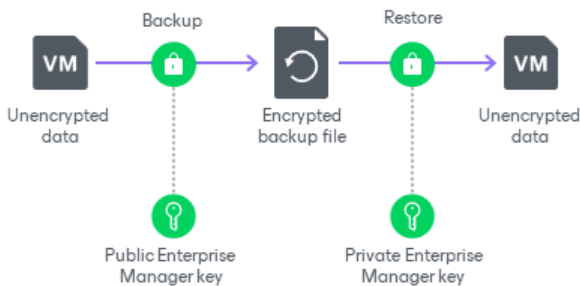 Backup
Restore
VM
VM
Unencrypted
data
Encrypted
backup file
Unencrypted
data
Public Enterprise
Manager key
Private Enterprise
Manager key